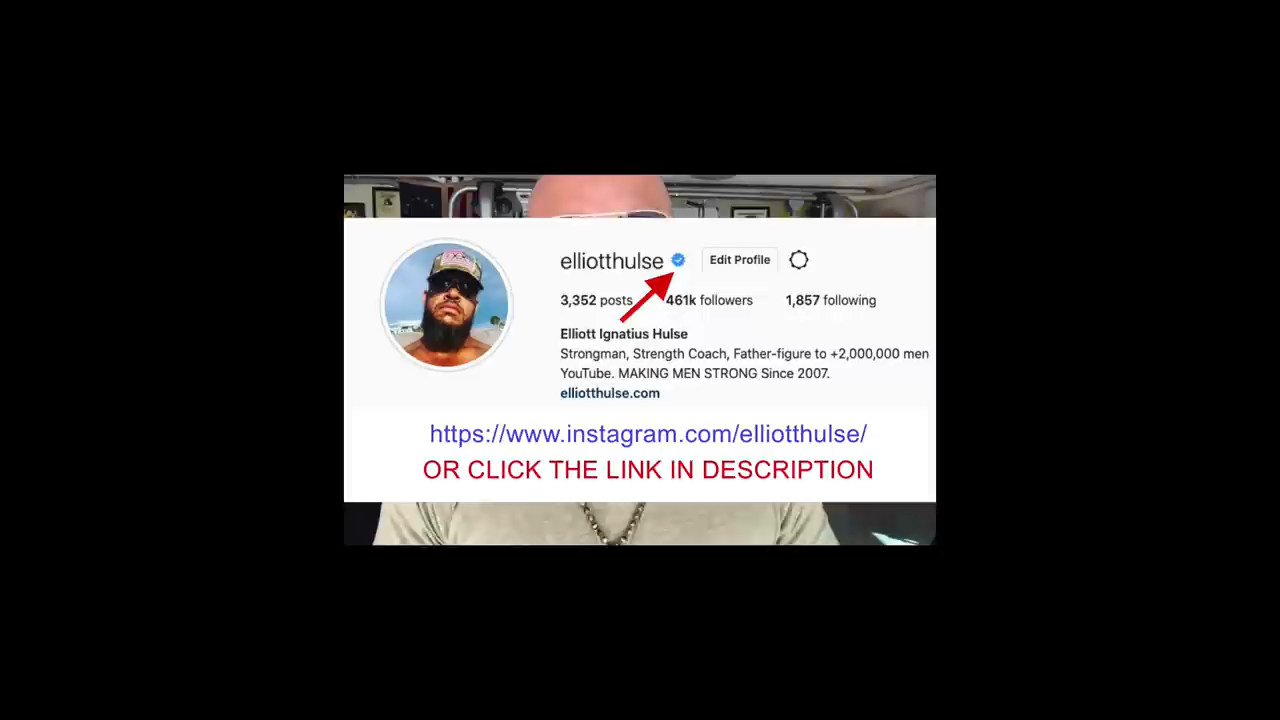 elliotthulse Edit Profile
3,352 posts 461k followers 1,857 following
Elliott Ignatius Hulse
Strongman, Strength Coach, Father-figure to +2,000,000 men
YouTube. MAKING MEN STRONG Since 2007.
elliotthulse.com
https://www.instagram.com/elliotthulse/
OR CLICK THE LINK IN DESCRIPTION